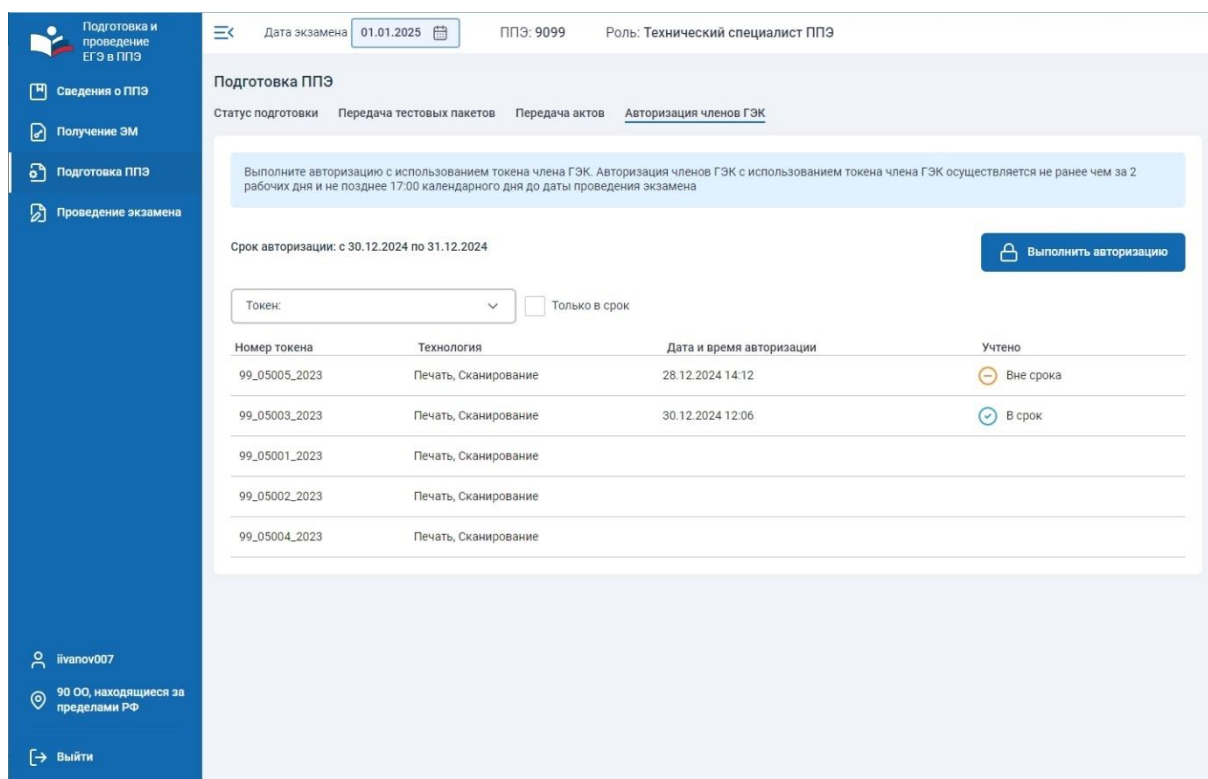 Подготовка и
проведение
ЕГЭ в ППЭ
Сведения о ППЭ
Получение ЭМ
Подготовка ППЭ
Проведение экзамена
iivanov007
90 ОО, находящиеся за
пределами РФ
Выйти
Дата экзамена 01.01.2025 ППЭ: 9099 Роль: Технический специалист ППЭ
Подготовка ППЭ
Статус подготовки Передача тестовых пакетов Передача актов Авторизация членов ГЭК
Выполните авторизацию с использованием токена члена ГЭК. Авторизация членов ГЭК с использованием токена члена ГЭК осуществляется не ранее чем за 2
рабочих дня и не позднее 17:00 календарного дня до даты проведения экзамена
Срок авторизации: с 30.12.2024 по 31.12.2024
Выполнить авторизацию
Токен: Только в срок
Номер токена Технология Дата и время авторизации Учтено
99_05005_2023 Печать, Сканирование 28.12.2024 14:12 Вне срока
99_05003_2023 Печать, Сканирование 30.12.2024 12:06 В срок
99_05001_2023 Печать, Сканирование
99_05002_2023 Печать, Сканирование
99_05004_2023 Печать, Сканирование